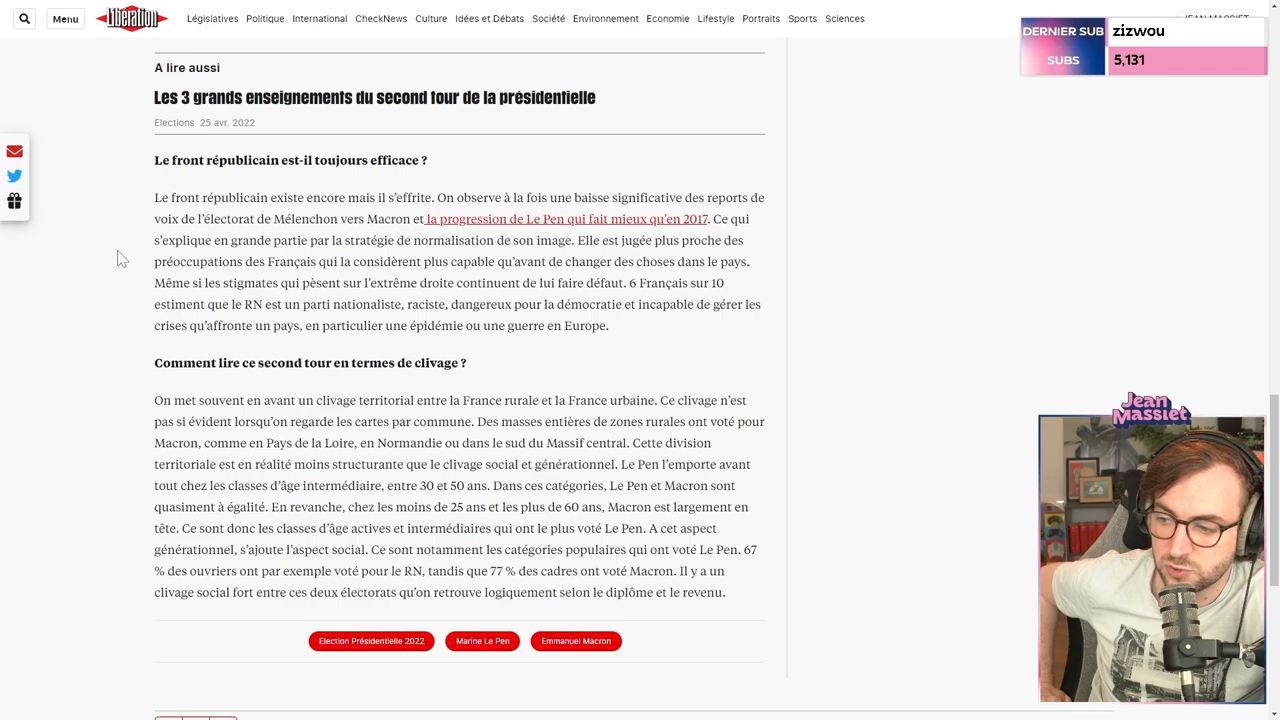 Menu
Libération
Législatives Politique International CheckNews Culture Idées et Débats Société Environnement Economie Lifestyle Portraits Sports Sciences
JEAN MASSIET
DERNIER SUB zizwou
SUBS 5,131
A lire aussi
Les 3 grands enseignements du second tour de la présidentielle
Elections 25 avr. 2022
Le front républicain est-il toujours efficace ?
Le front républicain existe encore mais il s’effrite. On observe à la fois une baisse significative des reports de
voix de l’électorat de Mélenchon vers Macron et la progression de Le Pen qui fait mieux qu’en 2017. Ce qui
s’explique en grande partie par la stratégie de normalisation de son image. Elle est jugée plus proche des
préoccupations des Français qui la considèrent plus capable qu’avant de changer des choses dans le pays.
Même si les stigmates qui pèsent sur l’extrême droite continuent de lui faire défaut. 6 Français sur 10
estiment que le RN est un parti nationaliste, raciste, dangereux pour la démocratie et incapable de gérer les
crises qu’affronte un pays, en particulier une épidémie ou une guerre en Europe.
Comment lire ce second tour en termes de clivage ?
On met souvent en avant un clivage territorial entre la France rurale et la France urbaine. Ce clivage n’est
pas si évident lorsqu’on regarde les cartes par commune. Des masses entières de zones rurales ont voté pour
Macron, comme en Pays de la Loire, en Normandie ou dans le sud du Massif central. Cette division
territoriale est en réalité moins structurante que le clivage social et générationnel. Le Pen l’emporte avant
tout chez les classes d’âge intermédiaire, entre 30 et 50 ans. Dans ces catégories, Le Pen et Macron sont
quasiment à égalité. En revanche, chez les moins de 25 ans et les plus de 60 ans, Macron est largement en
tête. Ce sont donc les classes d’âge actives et intermédiaires qui ont le plus voté Le Pen. A cet aspect
générationnel, s’ajoute l’aspect social. Ce sont notamment les catégories populaires qui ont voté Le Pen. 67
% des ouvriers ont par exemple voté pour le RN, tandis que 77 % des cadres ont voté Macron. Il y a un
clivage social fort entre ces deux électorats qu’on retrouve logiquement selon le diplôme et le revenu.
Election Présidentielle 2022 Marine Le Pen Emmanuel Macron
Jean
Massiet